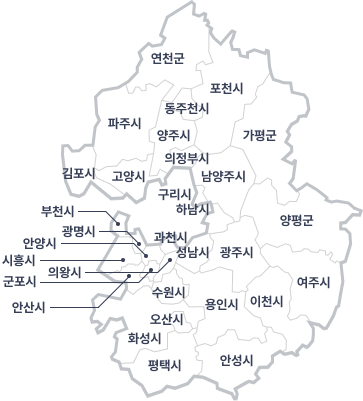 연천군
포천시
동주천시
파주시
양주시
가평군
의정부시
김포시
고양시
남양주시
구리시
하남시
부천시
양평군
광명시
과천시
안양시
성남시
광주시
시흥시
의왕시
군포시
여주시
수원시
용인시
이천시
안산시
오산시
화성시
평택시
안성시